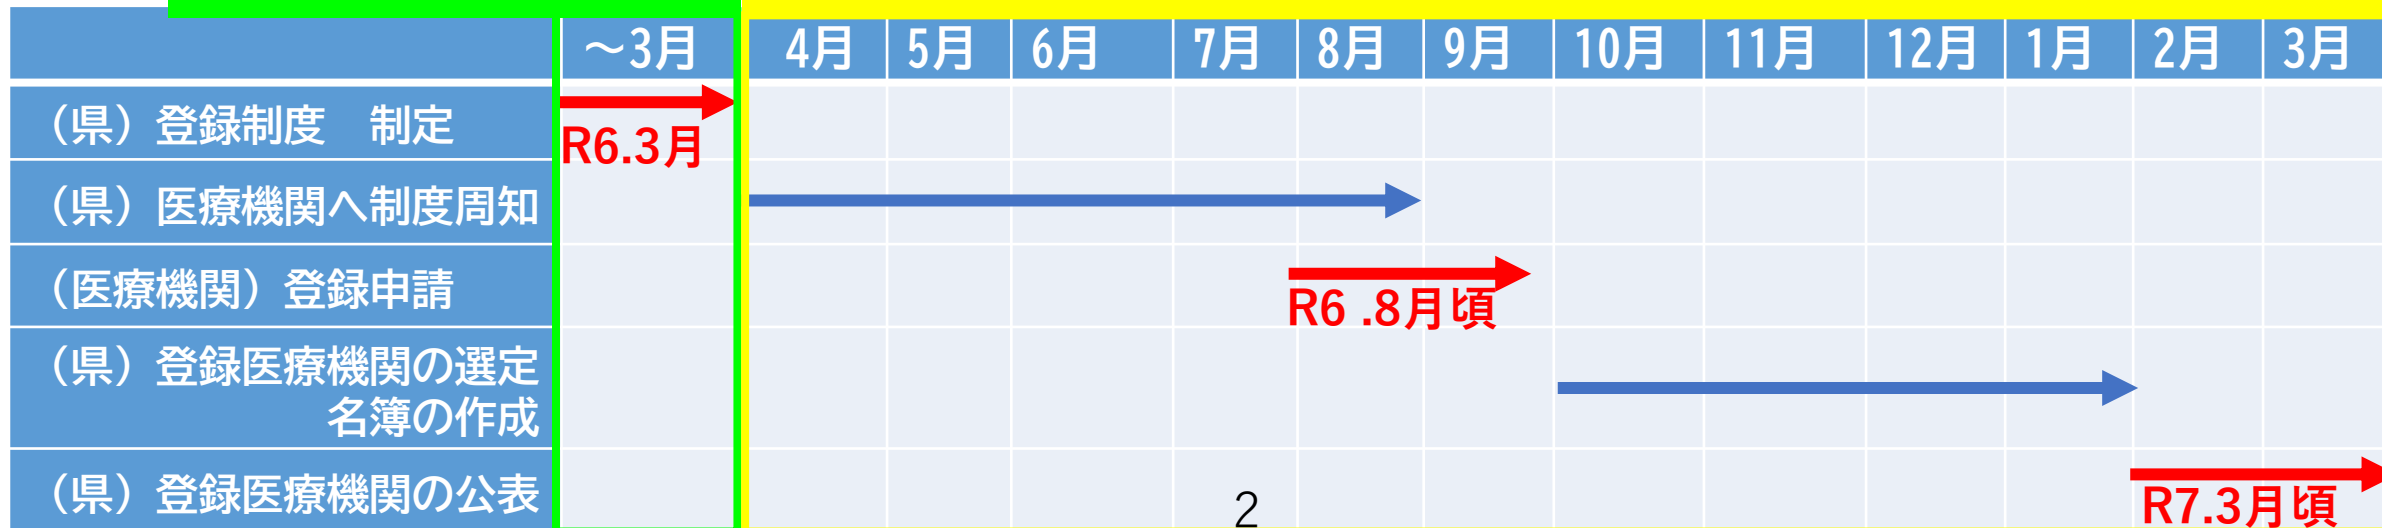 ～3月 4月 5月 6月 7月 8月 9月 10月 11月 12月 1月 2月 3月
（県）登録制度　制定
R6.3月
（県）医療機関へ制度周知
（医療機関）登録申請
R6 .8月頃
（県）登録医療機関の選定
名簿の作成
（県）登録医療機関の公表
R7.3月頃
2